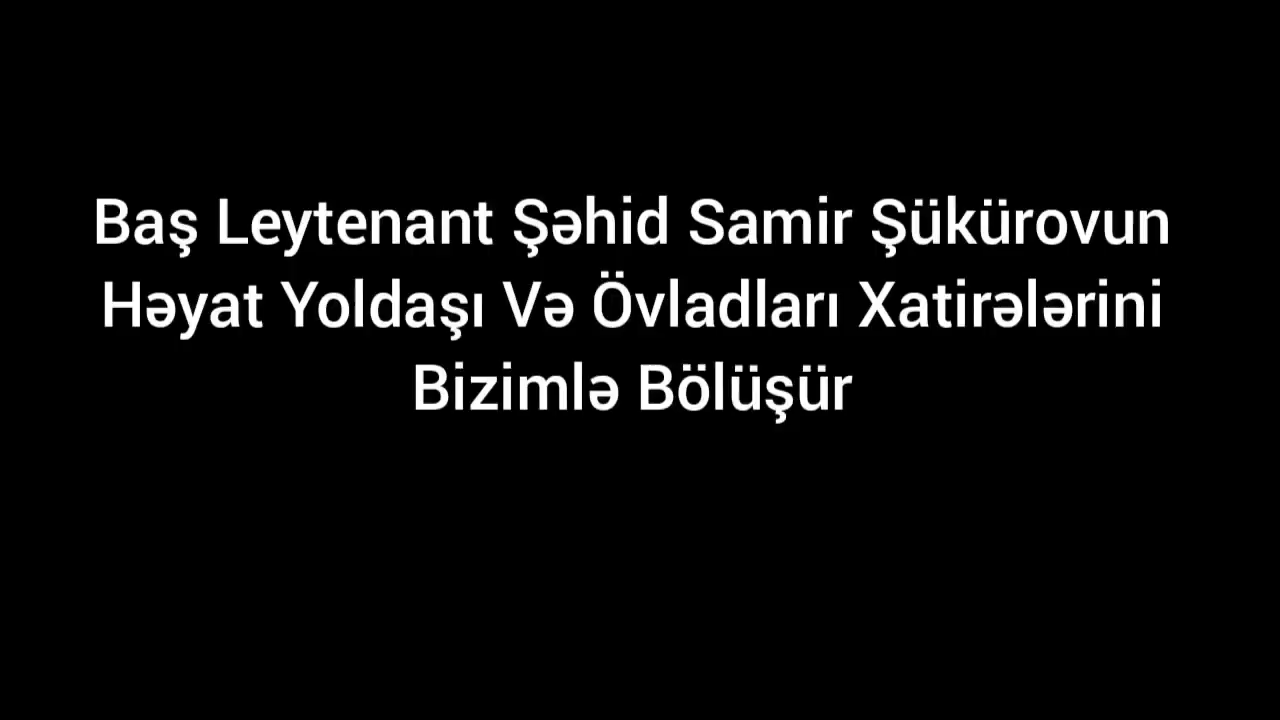 Baş Leytenant Şəhid Samir Şükürovun
Həyat Yoldaşı Və Övladları Xatirələrini
Bizimlə Bölüşür